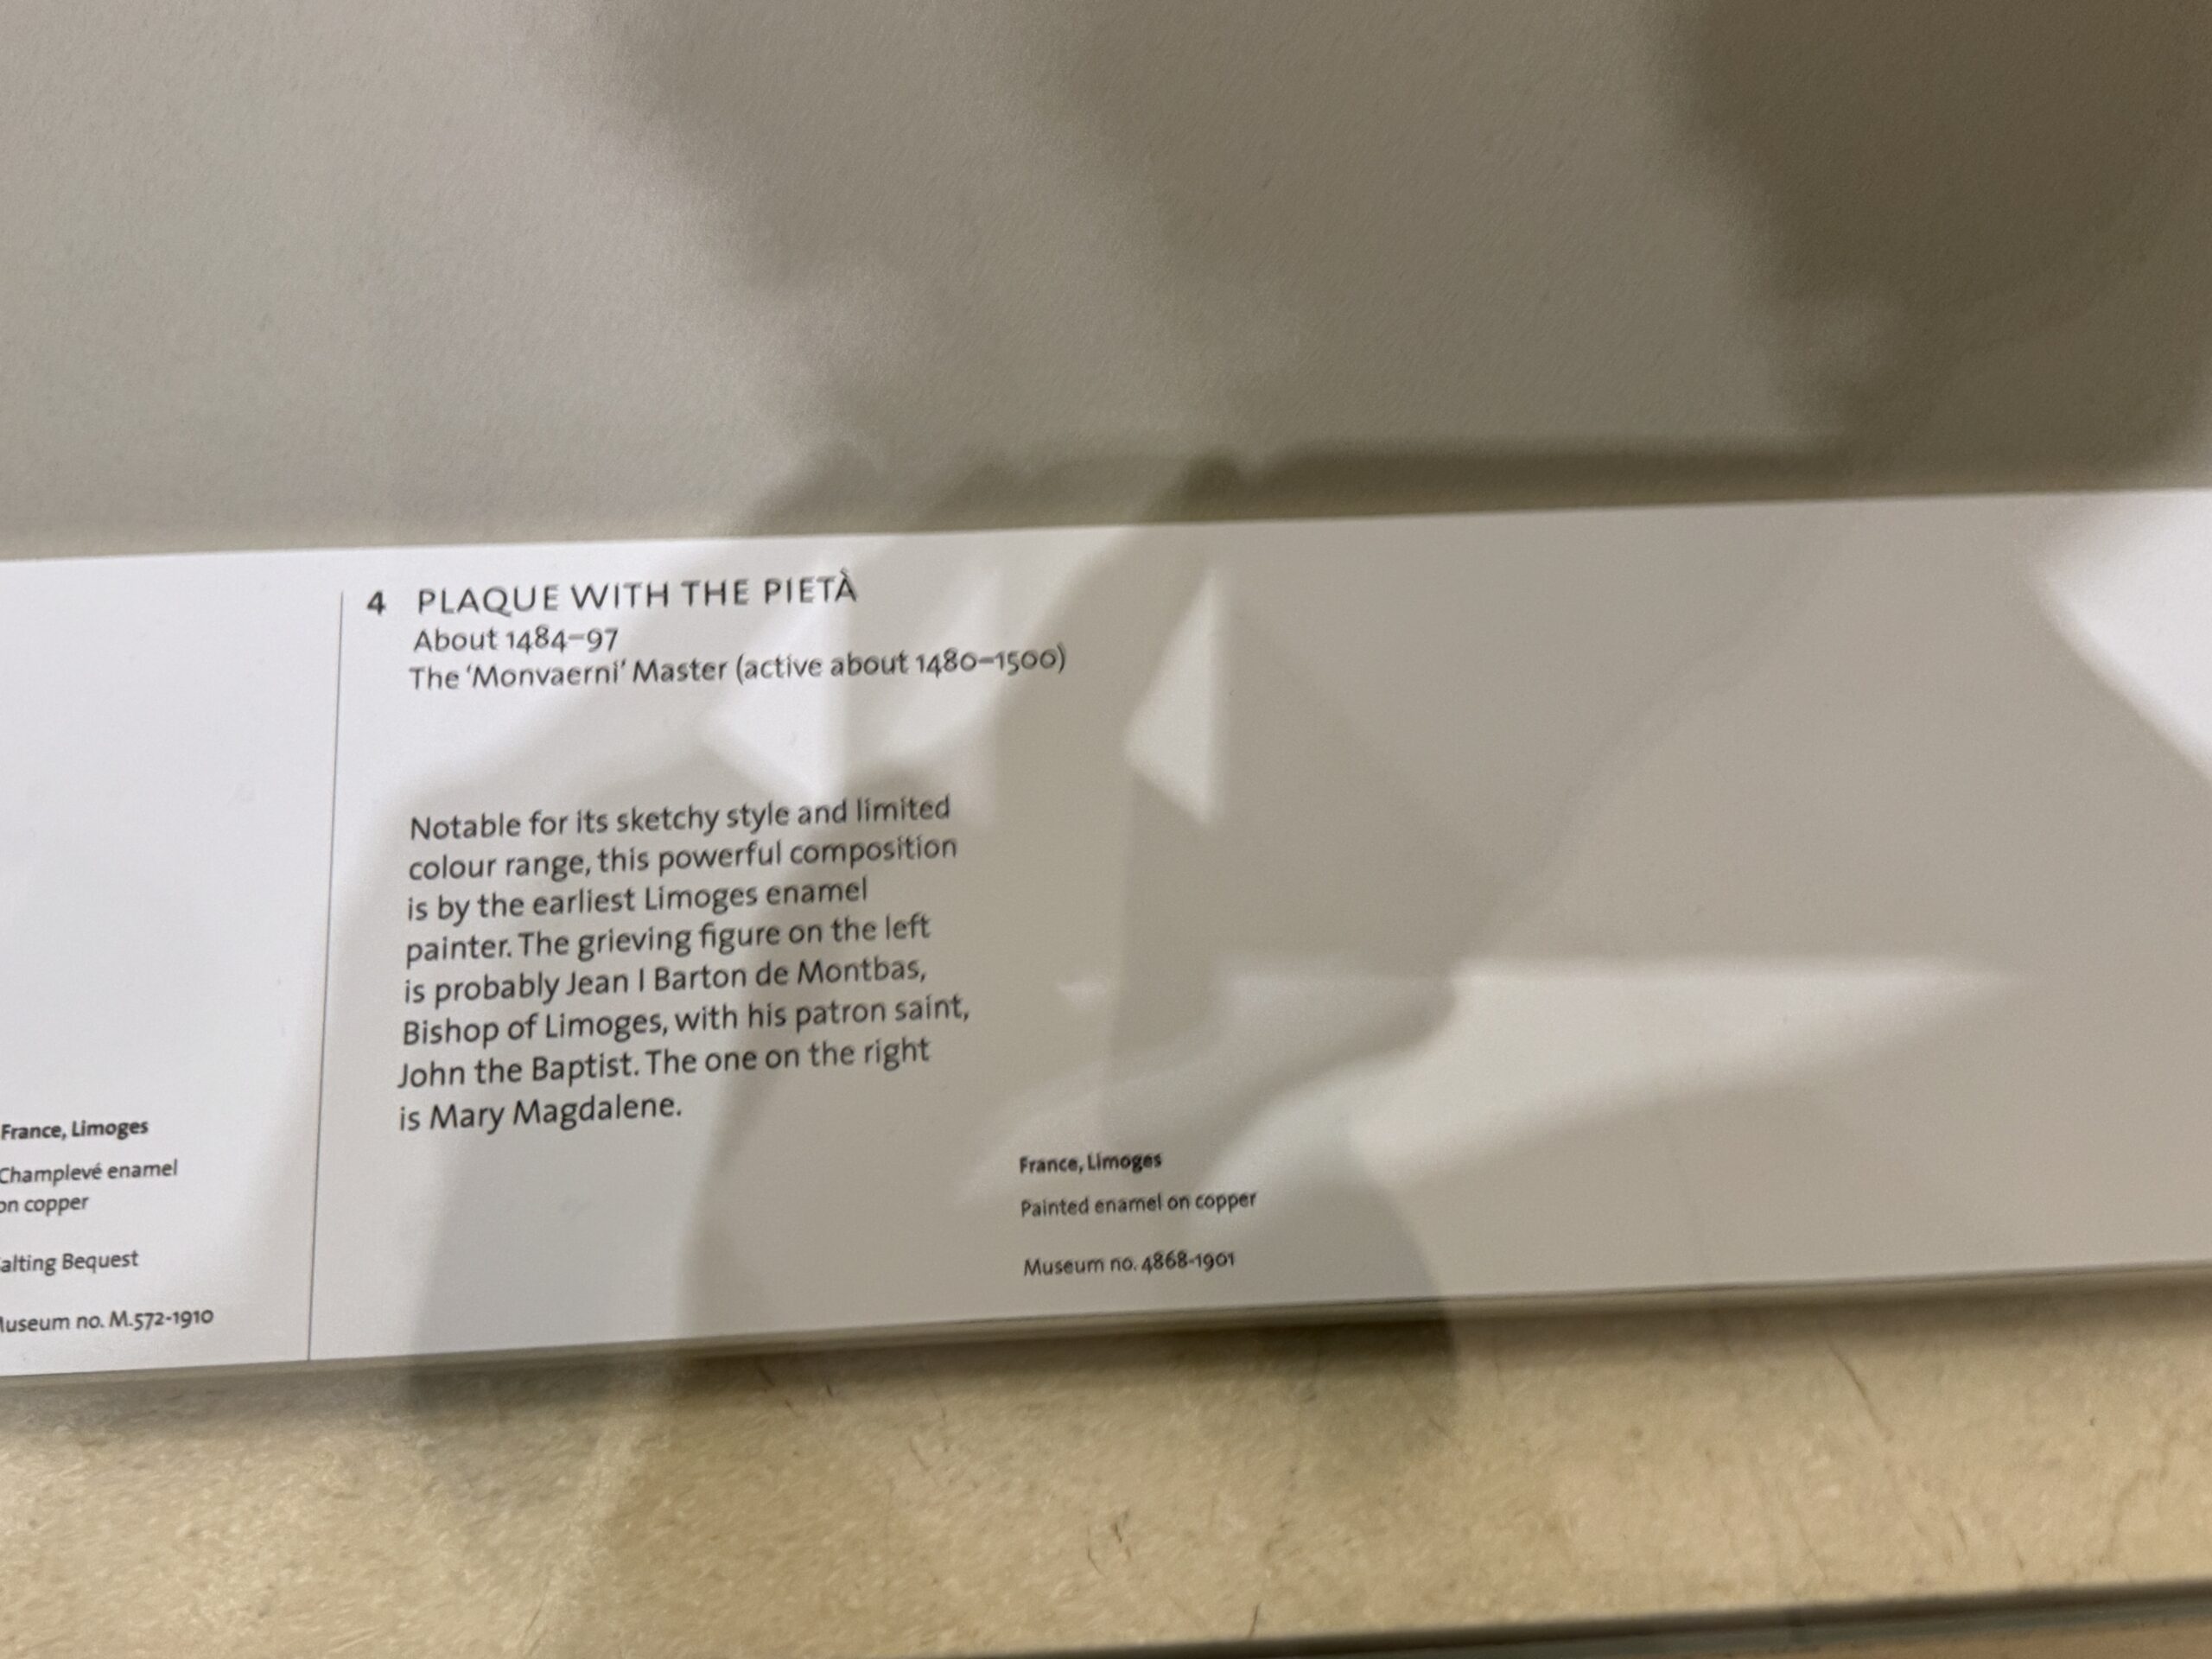 France, Limoges
Champlevé enamel
on copper
alting Bequest
useum no. M.572-1910
4 PLAQUE WITH THE PIETÀ
About 1484–97
The ‘Monvaerni’ Master (active about 1480–1500)
Notable for its sketchy style and limited
colour range, this powerful composition
is by the earliest Limoges enamel
painter. The grieving figure on the left
is probably Jean I Barton de Montbas,
Bishop of Limoges, with his patron saint,
John the Baptist. The one on the right
is Mary Magdalene.
France, Limoges
Painted enamel on copper
Museum no. 4868-1901